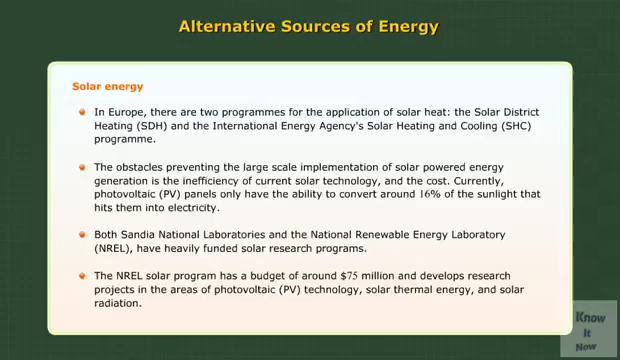 Alternative Sources of Energy
Solar energy
In Europe, there are two programmes for the application of solar heat: the Solar District
Heating (SDH) and the International Energy Agency's Solar Heating and Cooling (SHC)
programme.
The obstacles preventing the large scale implementation of solar powered energy
generation is the inefficiency of current solar technology, and the cost. Currently,
photovoltaic (PV) panels only have the ability to convert around 16% of the sunlight that
hits them into electricity.
Both Sandia National Laboratories and the National Renewable Energy Laboratory
(NREL), have heavily funded solar research programs.
The NREL solar program has a budget of around $75 million and develops research
projects in the areas of photovoltaic (PV) technology, solar thermal energy, and solar
radiation.
Know
It
Now